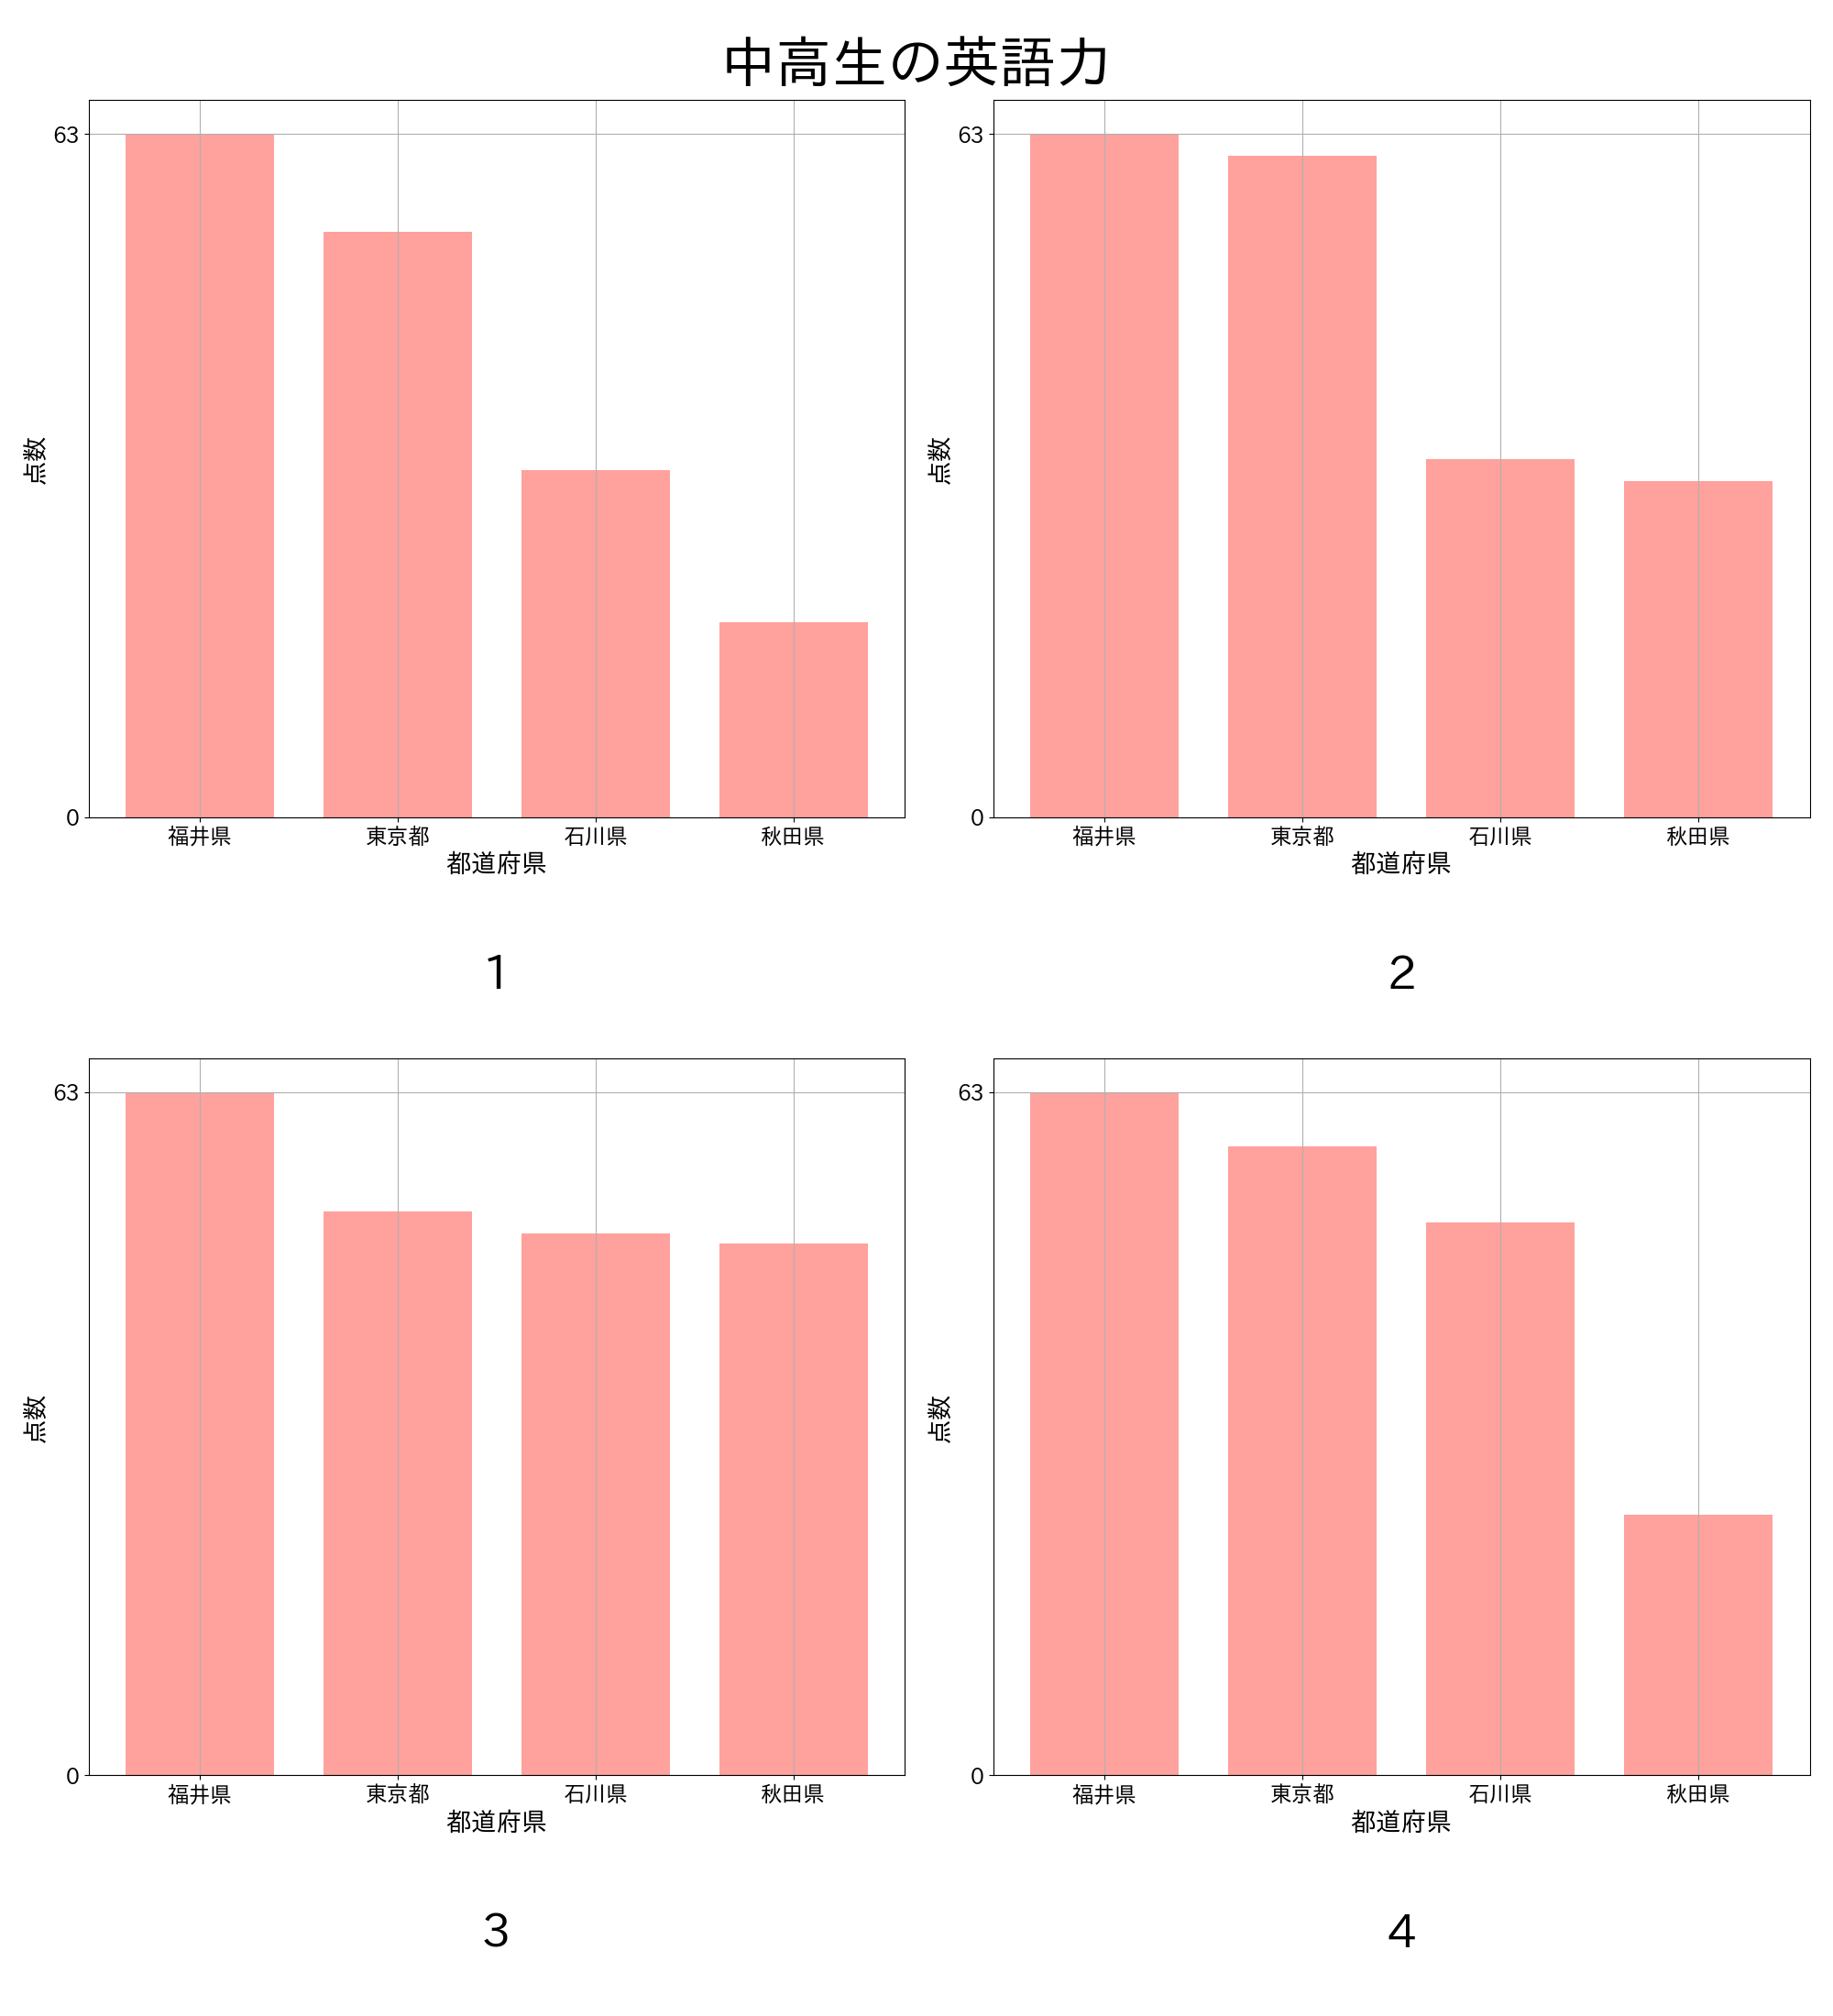 中高生の英語力
63
点数
0
福井県 東京都 石川県 秋田県
都道府県
1
63
点数
0
福井県 東京都 石川県 秋田県
都道府県
2
63
点数
0
福井県 東京都 石川県 秋田県
都道府県
3
63
点数
0
福井県 東京都 石川県 秋田県
都道府県
4